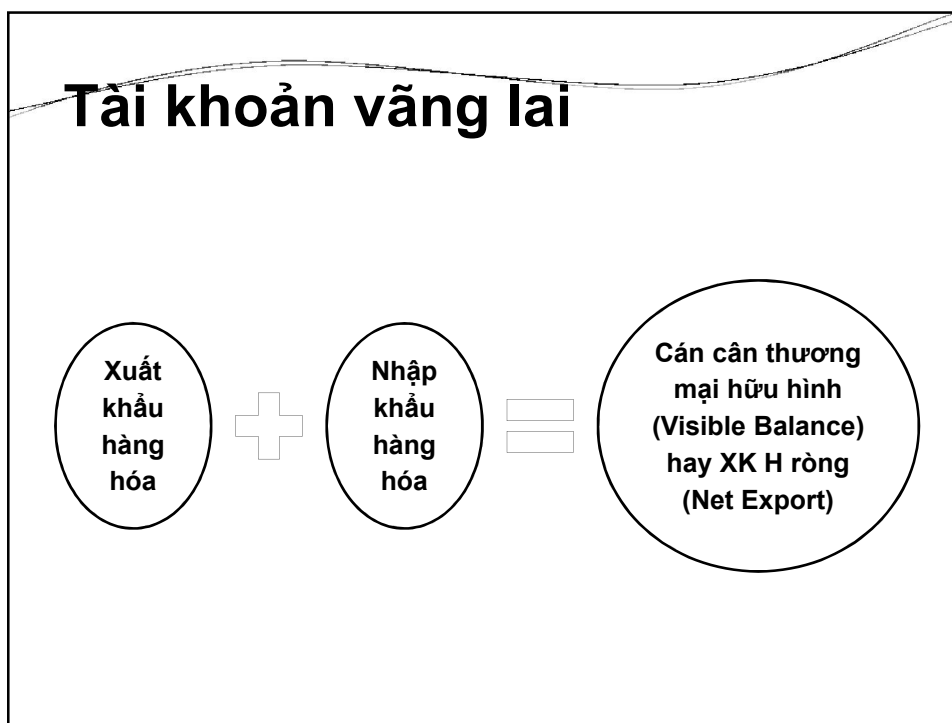 Tài khoản vãng lai
Xuất
khẩu
hàng
hóa
Nhập
khẩu
hàng
hóa
Cán cân thương
mại hữu hình
(Visible Balance)
hay XK H ròng
(Net Export)